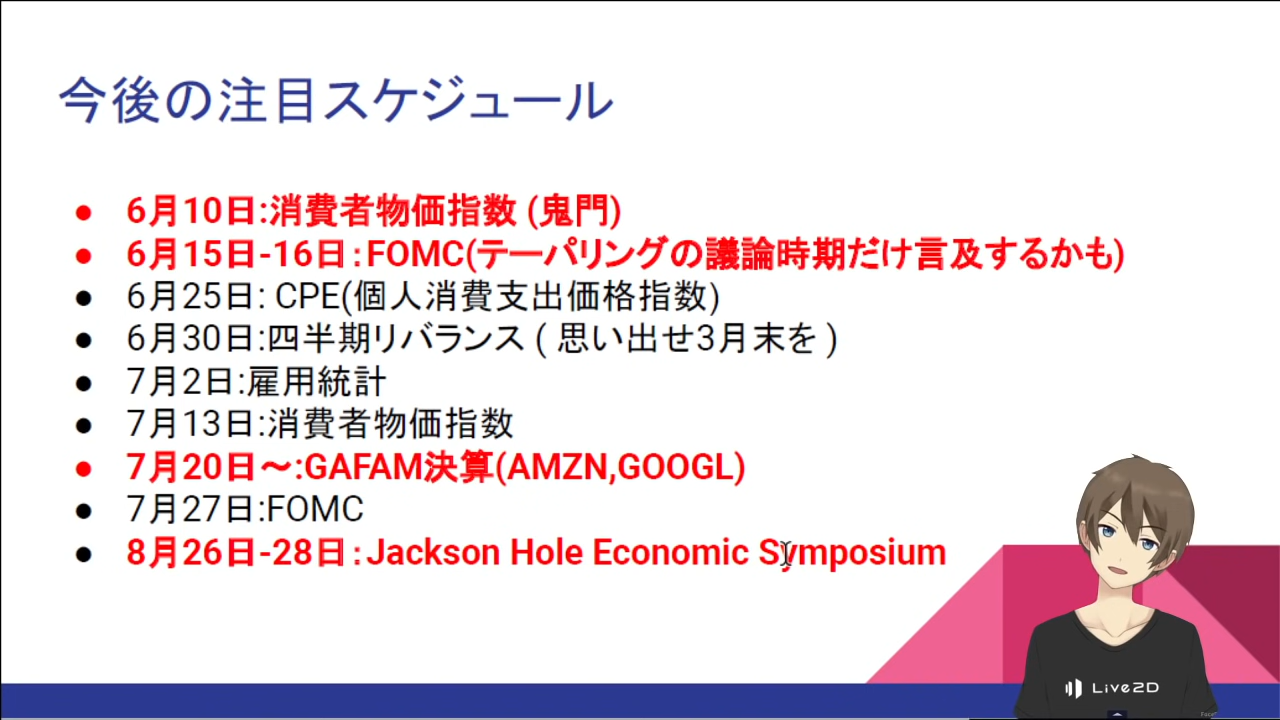 今後の注目スケジュール
● 6月10日:消費者物価指数 (鬼門)
● 6月15日-16日:FOMC(テーパリングの議論時期だけ言及するかも)
● 6月25日: CPE(個人消費支出価格指数)
● 6月30日:四半期リバランス ( 思い出せ3月末を )
● 7月2日:雇用統計
● 7月13日:消費者物価指数
● 7月20日～:GAFAM決算(AMZN,GOOGL)
● 7月27日:FOMC
● 8月26日-28日:Jackson Hole Economic Symposium
Live2D